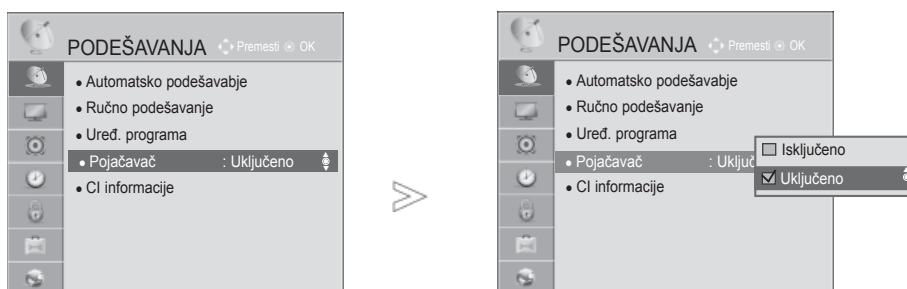 PODEŠAVANJA Premesti OK
• Automatsko podešavabje
• Ručno podešavanje
• Uređ. programa
• Pojačavač : Uključeno
• CI informacije
PODEŠAVANJA Premesti OK
• Automatsko podešavabje
• Ručno podešavanje
• Uređ. programa
• Pojačavač : Uključ
• CI informacije
Isključeno
Uključeno